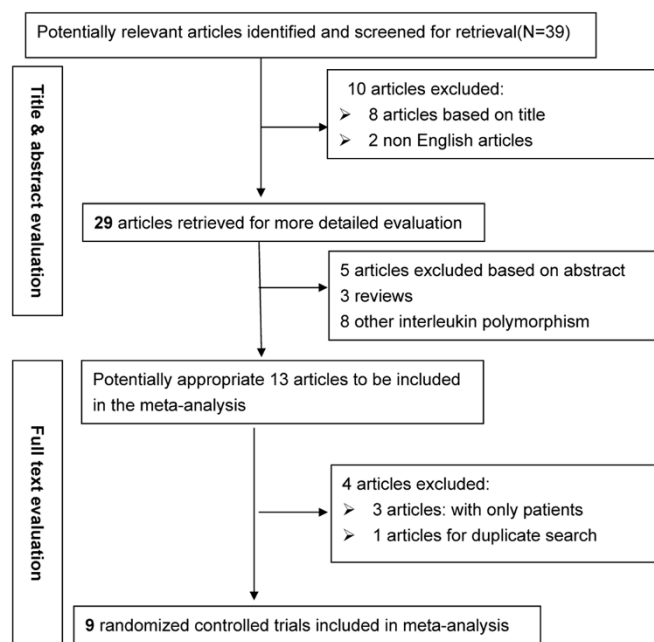 Potentially relevant articles identified and screened for retrieval(N=39)
Title & abstract evaluation
10 articles excluded:
➢ 8 articles based on title
➢ 2 non English articles
29 articles retrieved for more detailed evaluation
5 articles excluded based on abstract
3 reviews
8 other interleukin polymorphism
Full text evaluation
Potentially appropriate 13 articles to be included
in the meta-analysis
4 articles excluded:
➢ 3 articles: with only patients
➢ 1 articles for duplicate search
9 randomized controlled trials included in meta-analysis